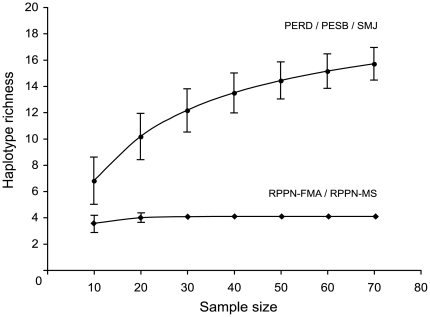 20
PERD / PESB / SMJ
18
16
14
12
10
8
6
4
2
0
Haplotype richness
RPPN-FMA / RPPN-MS
10 20 30 40 50 60 70 80
Sample size